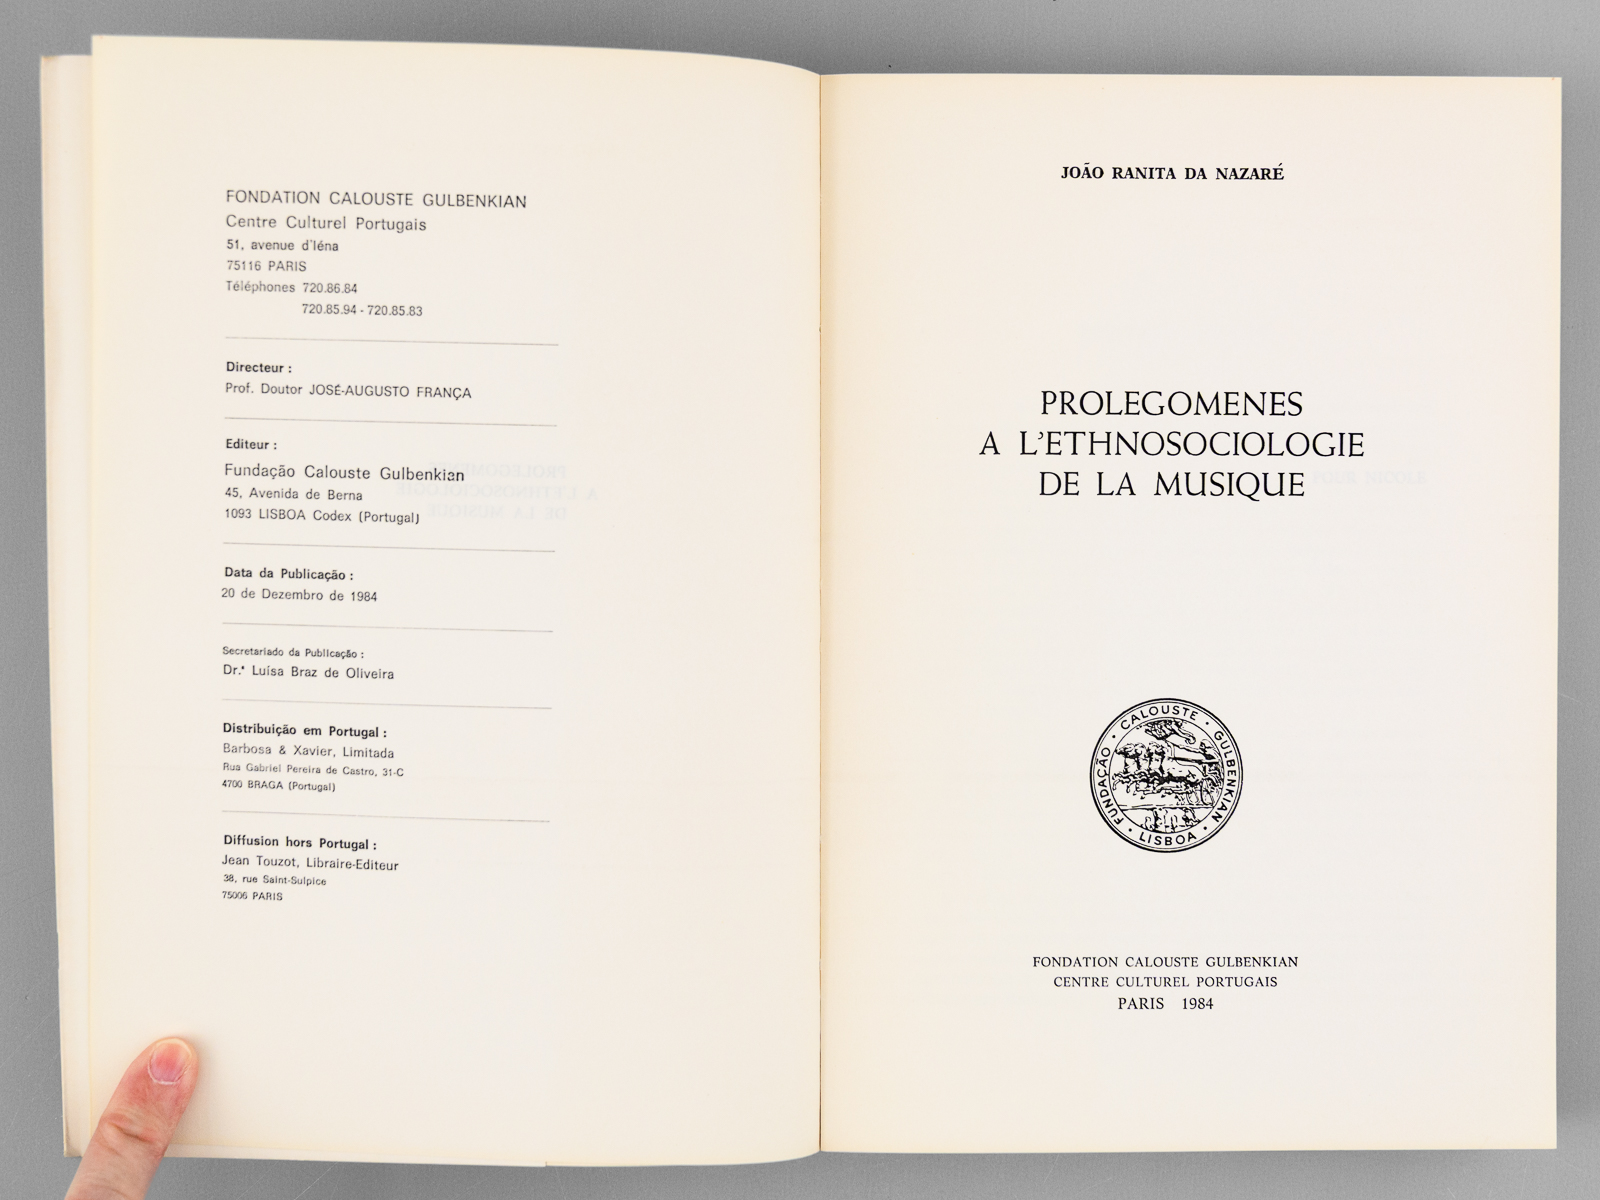 FONDATION CALOUSTE GULBENKIAN
Centre Culturel Portugais
51, avenue d'Iéna
75116 PARIS
Téléphones 720.86.84
720.85.94 - 720.85.83
Directeur :
Prof. Doutor JOSÉ-AUGUSTO FRANÇA
Editeur :
Fundação Calouste Gulbenkian
45, Avenida de Berna
1093 LISBOA Codex (Portugal)
Data da Publicação :
20 de Dezembro de 1984
Secretariado da Publicação :
Dr.ª Luísa Braz de Oliveira
Distribuição em Portugal :
Barbosa & Xavier, Limitada
Rua Gabriel Pereira de Castro, 31-C
4700 BRAGA (Portugal)
Diffusion hors Portugal :
Jean Touzot, Libraire-Editeur
38, rue Saint-Sulpice
75006 PARIS
JOÃO RANITA DA NAZARÉ
PROLEGOMENES
A L'ETHNOSOCIOLOGIE
DE LA MUSIQUE
POUR NICOLE
FUNDAÇÃO · CALOUSTE · GULBENKIAN · LISBOA ·
FONDATION CALOUSTE GULBENKIAN
CENTRE CULTUREL PORTUGAIS
PARIS 1984